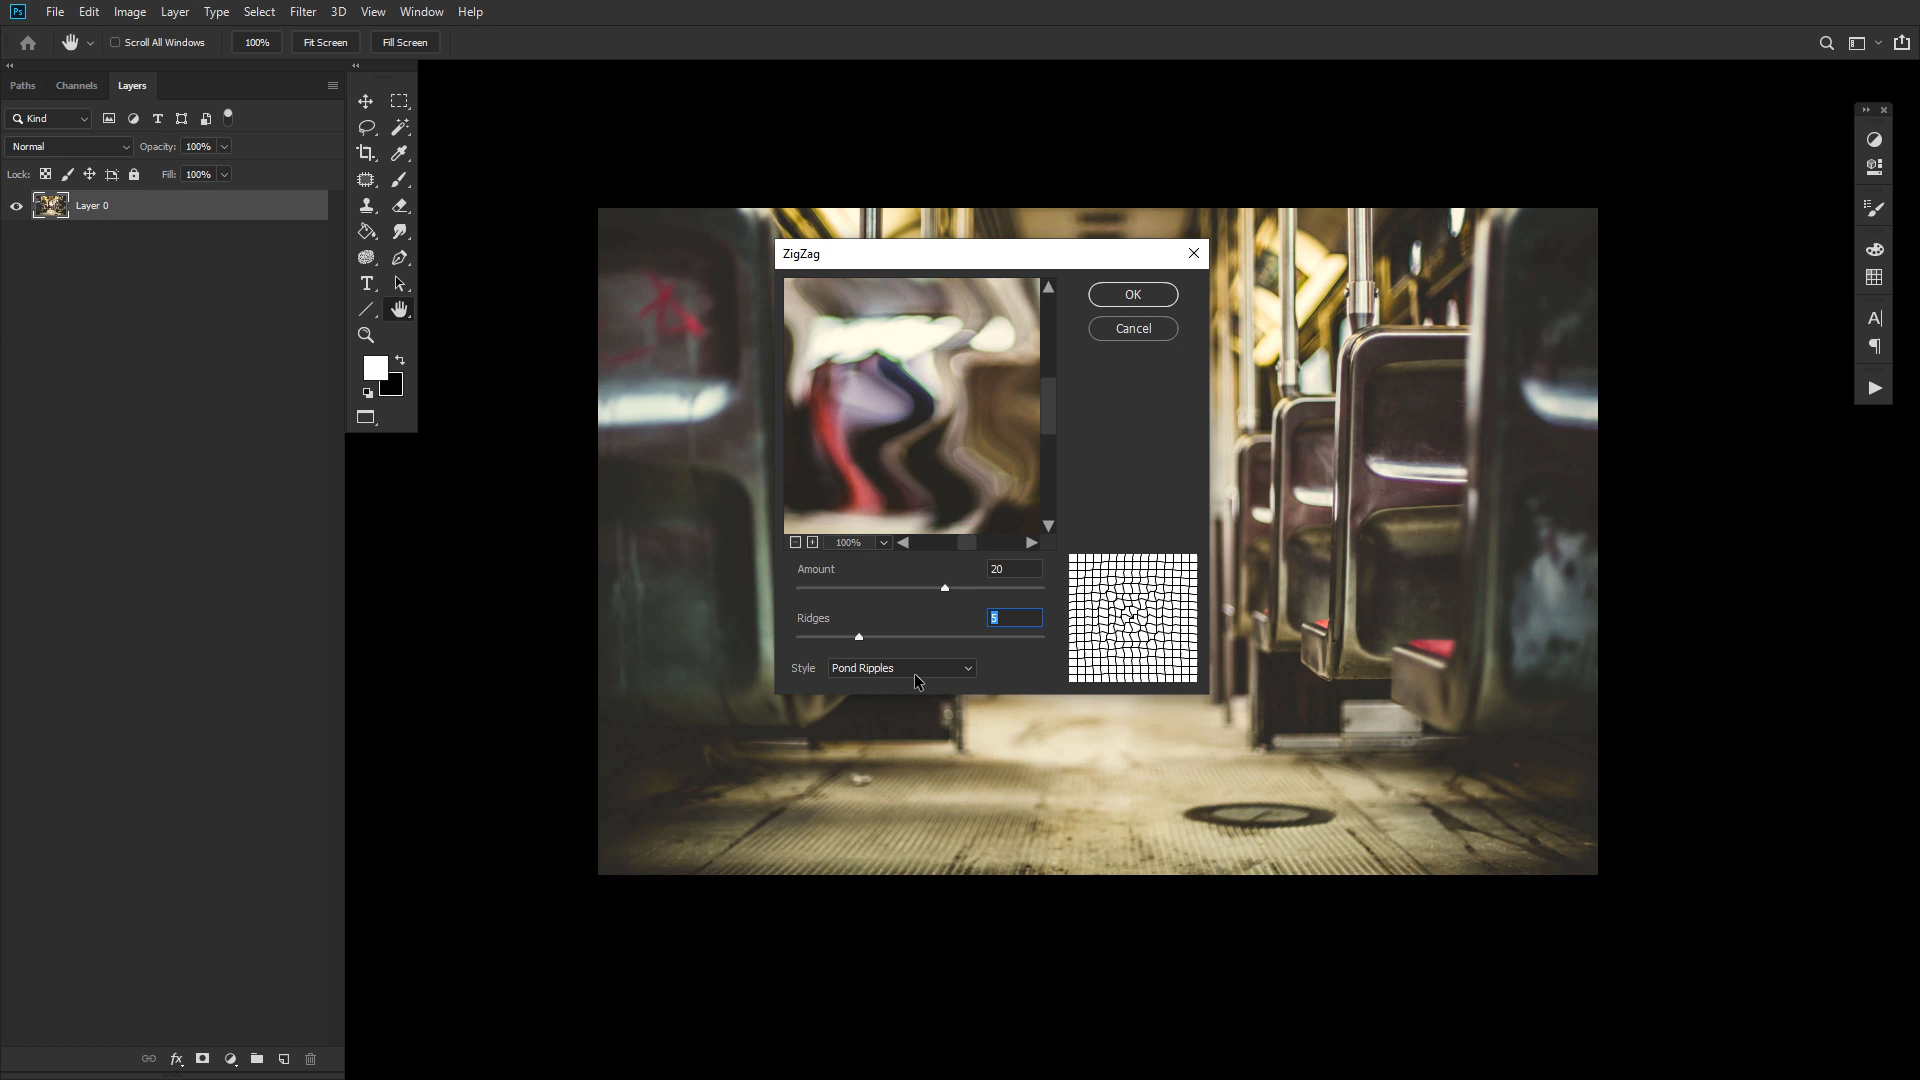 Ps File Edit Image Layer Type Select Filter 3D View Window Help
Scroll All Windows 100% Fit Screen Fill Screen
Paths Channels Layers
Kind
Normal Opacity: 100%
Lock: Fill: 100%
Layer 0
ZigZag
OK
Cancel
100%
Amount 20
Ridges 5
Style Pond Ripples